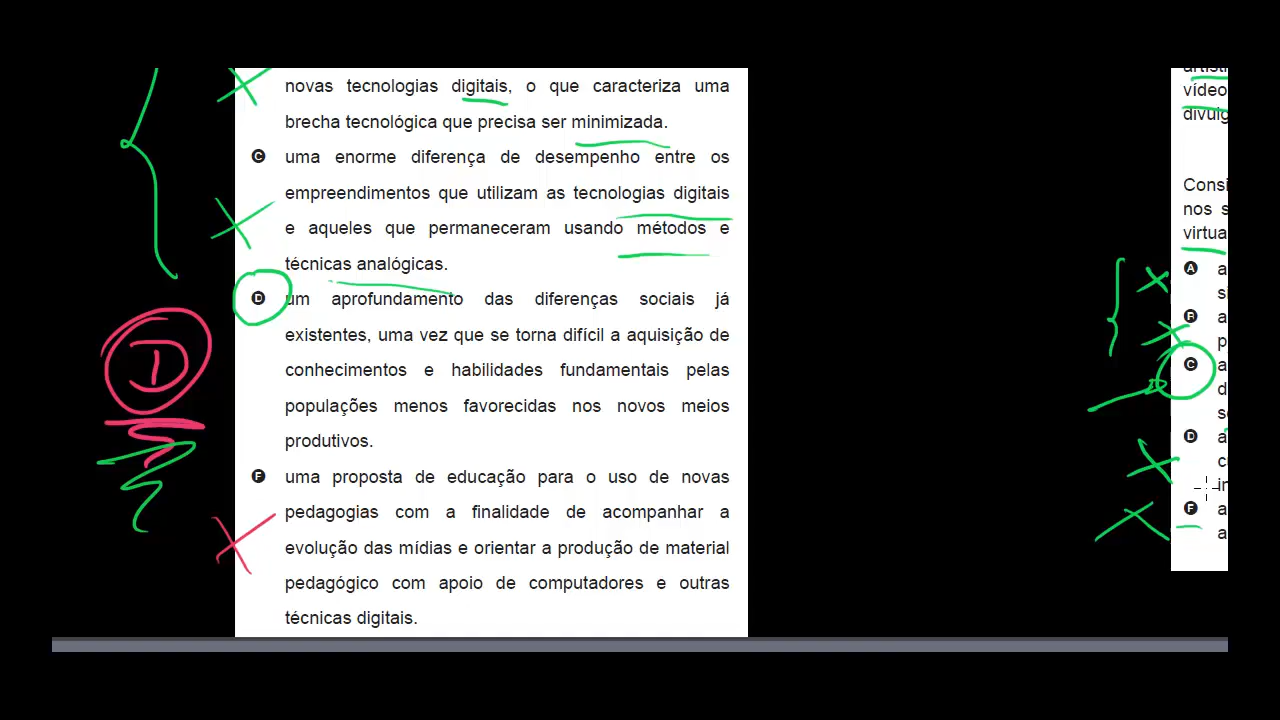 novas tecnologias digitais, o que caracteriza uma
brecha tecnológica que precisa ser minimizada.
C uma enorme diferença de desempenho entre os
empreendimentos que utilizam as tecnologias digitais
e aqueles que permaneceram usando métodos e
técnicas analógicas.
D um aprofundamento das diferenças sociais já
existentes, uma vez que se torna difícil a aquisição de
conhecimentos e habilidades fundamentais pelas
populações menos favorecidas nos novos meios
produtivos.
E uma proposta de educação para o uso de novas
pedagogias com a finalidade de acompanhar a
evolução das mídias e orientar a produção de material
pedagógico com apoio de computadores e outras
técnicas digitais.
D
vídeo
divulg
Consi
nos s
virtua
A a
si
B a
p
C a
d
s
D a
c
in
E a
a